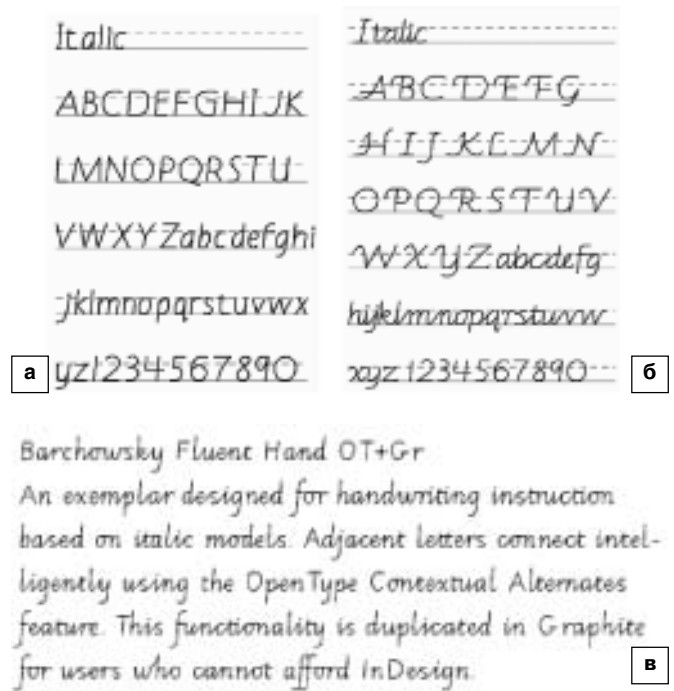 Italic
ABCDEFGHIJK
LMNOPQRSTU
VWXYZabcdefghi
jklmnopqrstuvwx
yz1234567890
а
Italic
ABCDEFG
HIJKLMN
OPQRSTUV
WXYZabcdefg
hijklmnopqrstuvw
xyz1234567890
б
Barchowsky Fluent Hand OT+Gr
An exemplar designed for handwriting instruction
based on italic models. Adjacent letters connect intel-
ligently using the OpenType Contextual Alternates
feature. This functionality is duplicated in Graphite
for users who cannot afford InDesign.
в